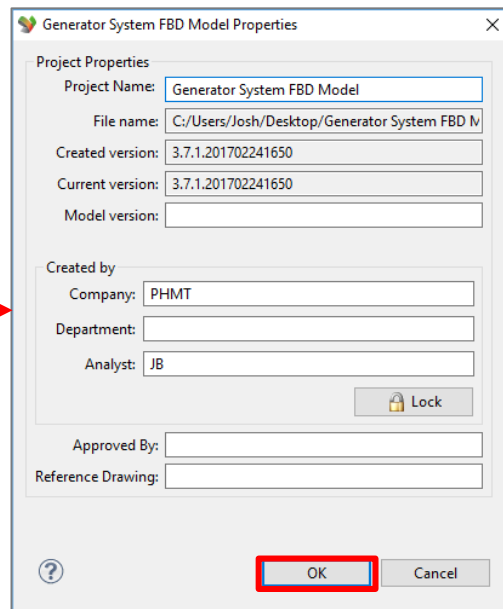 Generator System FBD Model Properties
Project Properties
Project Name: Generator System FBD Model
File name: C:/Users/Josh/Desktop/Generator System FBD M
Created version: 3.7.1.201702241650
Current version: 3.7.1.201702241650
Model version:
Created by
Company: PHMT
Department:
Analyst: JB
Lock
Approved By:
Reference Drawing:
? OK Cancel